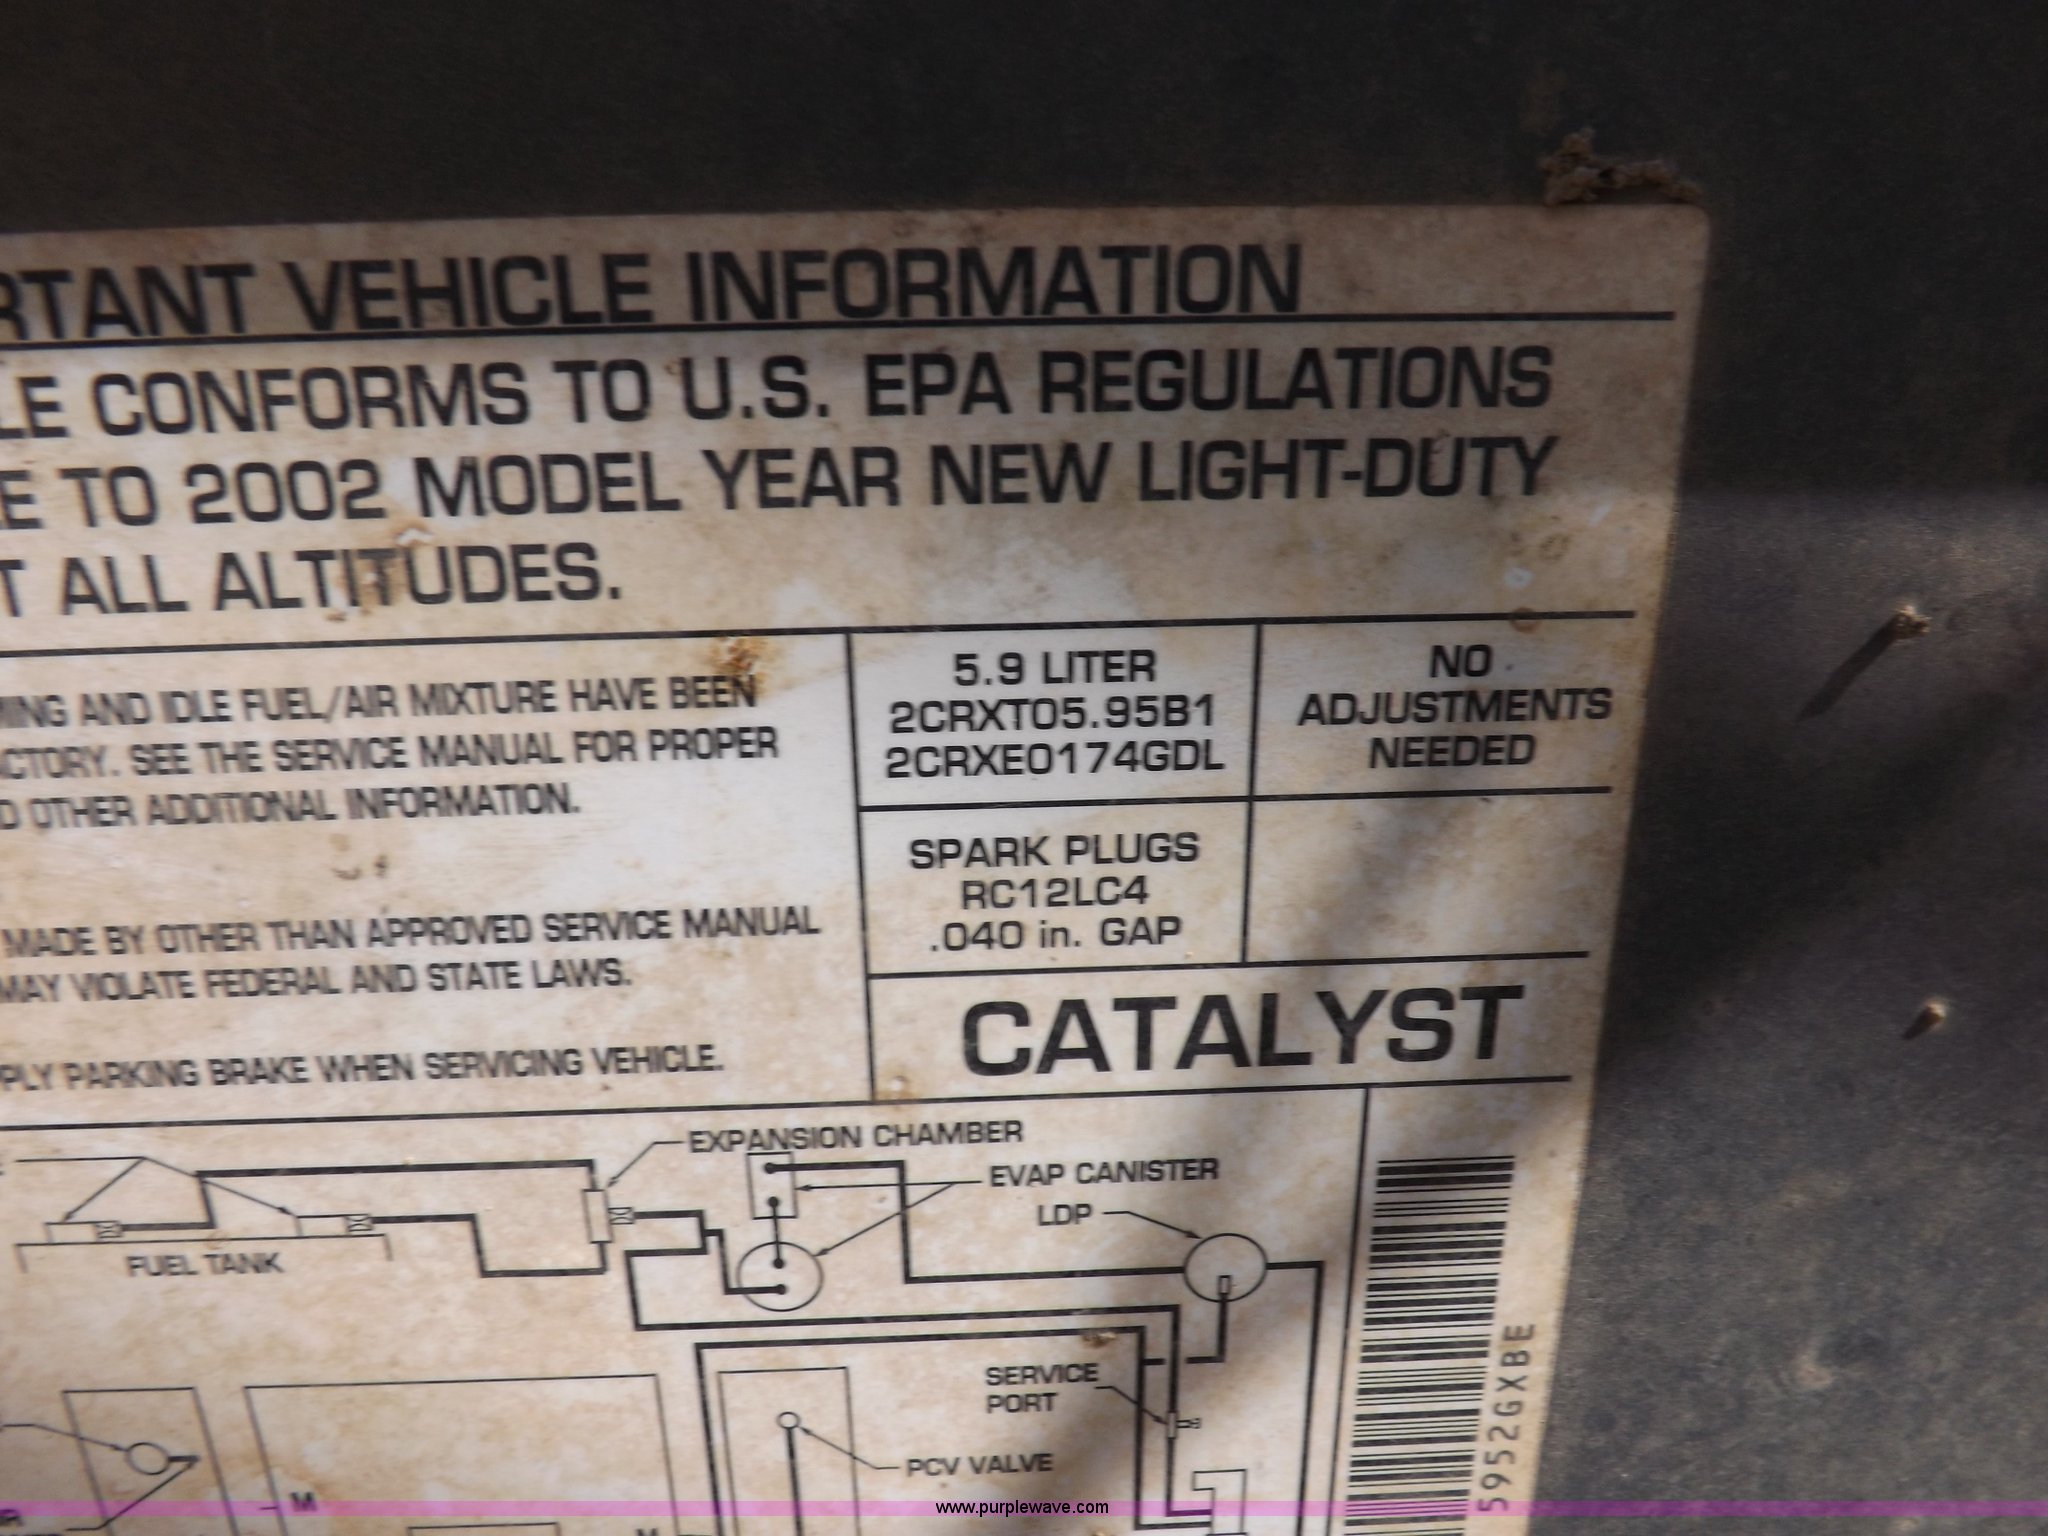 RTANT VEHICLE INFORMATION
LE CONFORMS TO U.S. EPA REGULATIONS
E TO 2002 MODEL YEAR NEW LIGHT-DUTY
T ALL ALTITUDES.
MING AND IDLE FUEL/AIR MIXTURE HAVE BEEN
ACTORY. SEE THE SERVICE MANUAL FOR PROPER
D OTHER ADDITIONAL INFORMATION.
MADE BY OTHER THAN APPROVED SERVICE MANUAL
MAY VIOLATE FEDERAL AND STATE LAWS.
PLY PARKING BRAKE WHEN SERVICING VEHICLE.
5.9 LITER
2CRXT05.95B1
2CRXE0174GDL
NO
ADJUSTMENTS
NEEDED
SPARK PLUGS
RC12LC4
.040 in. GAP
CATALYST
EXPANSION CHAMBER
EVAP CANISTER
LDP
FUEL TANK
SERVICE
PORT
PCV VALVE
M
M
5952GXBE
www.purplewave.com